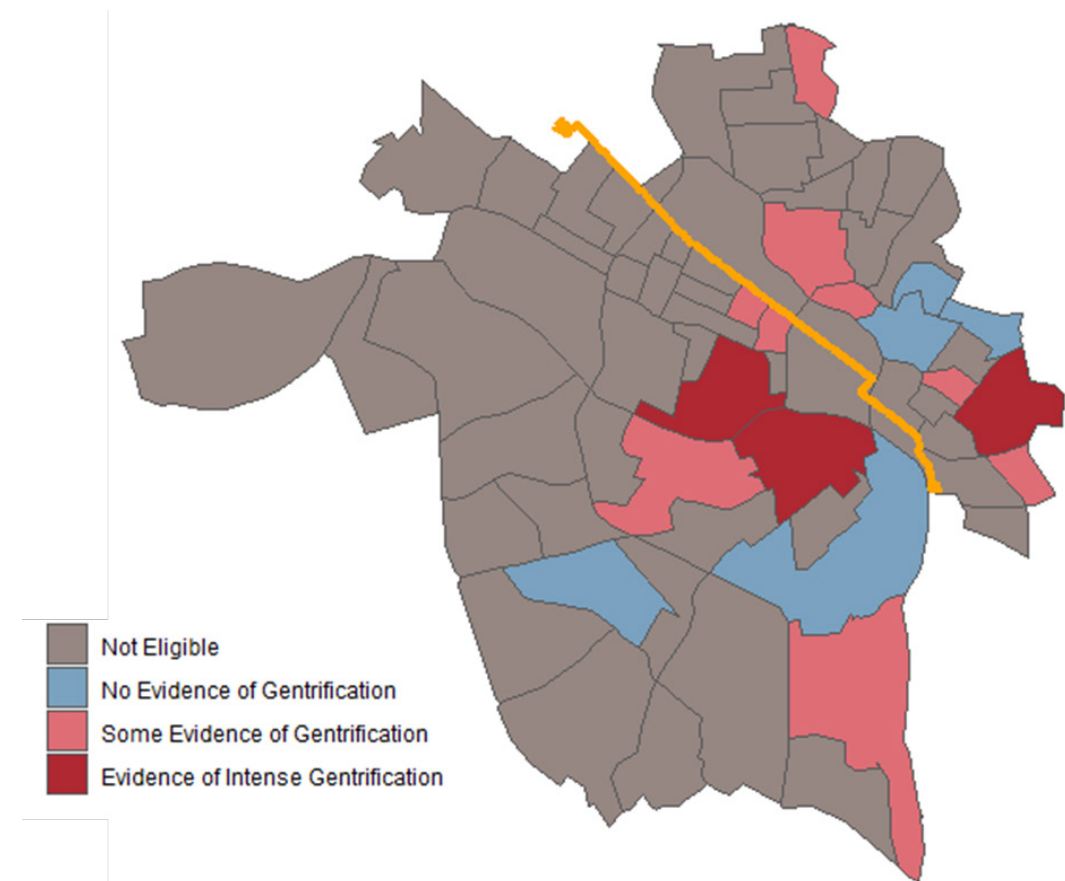 Not Eligible
No Evidence of Gentrification
Some Evidence of Gentrification
Evidence of Intense Gentrification